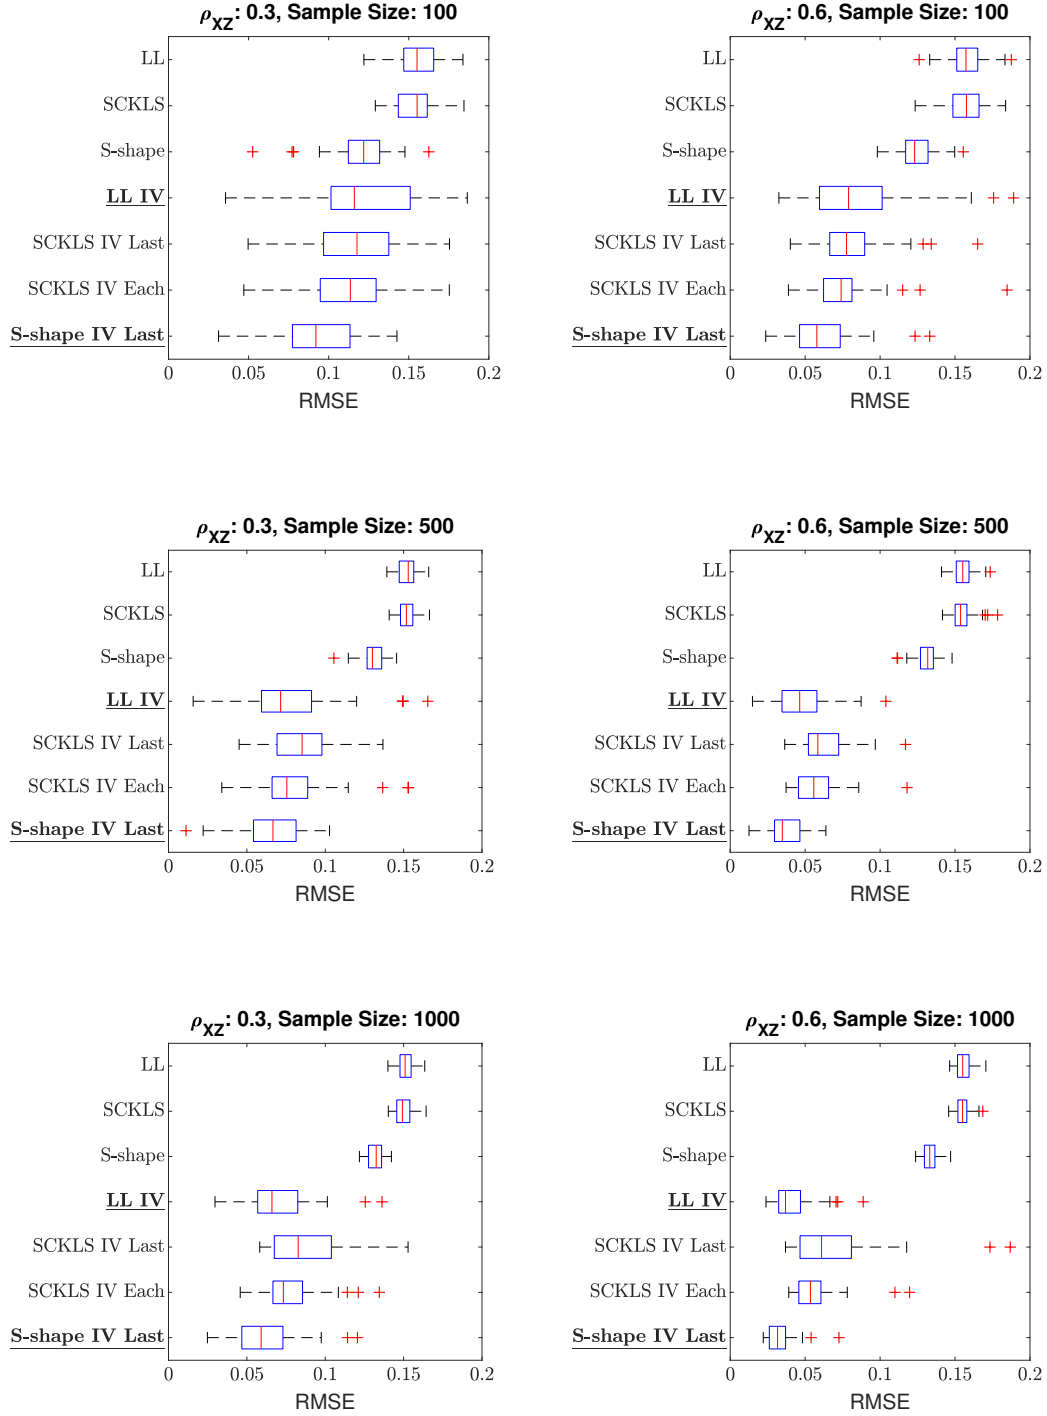 ρXZ: 0.3, Sample Size: 100
LL
SCKLS
S-shape
LL IV
SCKLS IV Last
SCKLS IV Each
S-shape IV Last
0 0.05 0.1 0.15 0.2
RMSE
ρXZ: 0.6, Sample Size: 100
LL
SCKLS
S-shape
LL IV
SCKLS IV Last
SCKLS IV Each
S-shape IV Last
0 0.05 0.1 0.15 0.2
RMSE
ρXZ: 0.3, Sample Size: 500
LL
SCKLS
S-shape
LL IV
SCKLS IV Last
SCKLS IV Each
S-shape IV Last
0 0.05 0.1 0.15 0.2
RMSE
ρXZ: 0.6, Sample Size: 500
LL
SCKLS
S-shape
LL IV
SCKLS IV Last
SCKLS IV Each
S-shape IV Last
0 0.05 0.1 0.15 0.2
RMSE
ρXZ: 0.3, Sample Size: 1000
LL
SCKLS
S-shape
LL IV
SCKLS IV Last
SCKLS IV Each
S-shape IV Last
0 0.05 0.1 0.15 0.2
RMSE
ρXZ: 0.6, Sample Size: 1000
LL
SCKLS
S-shape
LL IV
SCKLS IV Last
SCKLS IV Each
S-shape IV Last
0 0.05 0.1 0.15 0.2
RMSE